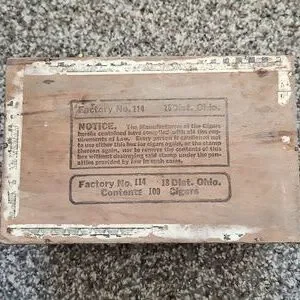 Factory No. 114 18 Dist. Ohio.
NOTICE. The Manufacturer of the Cigars
herein contained has complied with all the req-
uirements of Law. Every person is cautioned not
to use either this box for cigars again, or the stamp
thereon again, nor to remove the contents of this
box without destroying said stamp under the pen-
alties provided by law in such cases.
Factory No. 114 18 Dist. Ohio.
Contents 100 Cigars